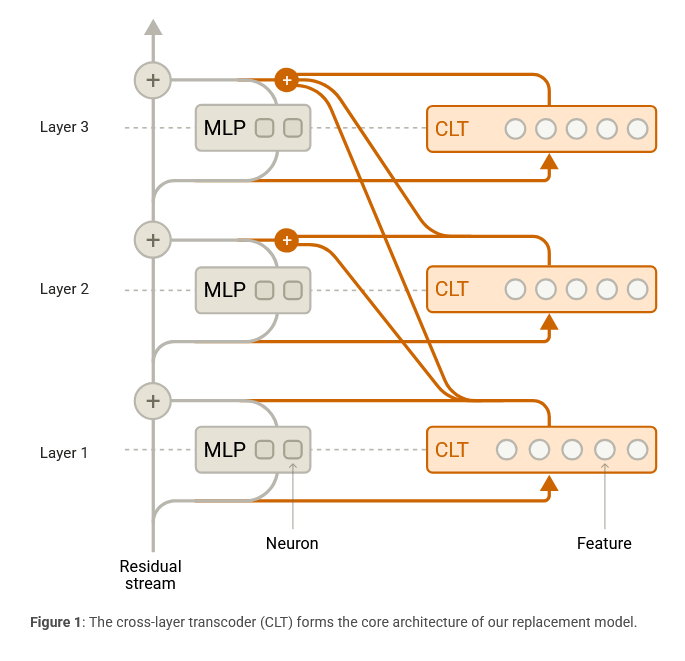 +
+
Layer 3
MLP
CLT
+
+
Layer 2
MLP
CLT
+
Layer 1
MLP
CLT
Neuron
Feature
Residual
stream
Figure 1: The cross-layer transcoder (CLT) forms the core architecture of our replacement model.